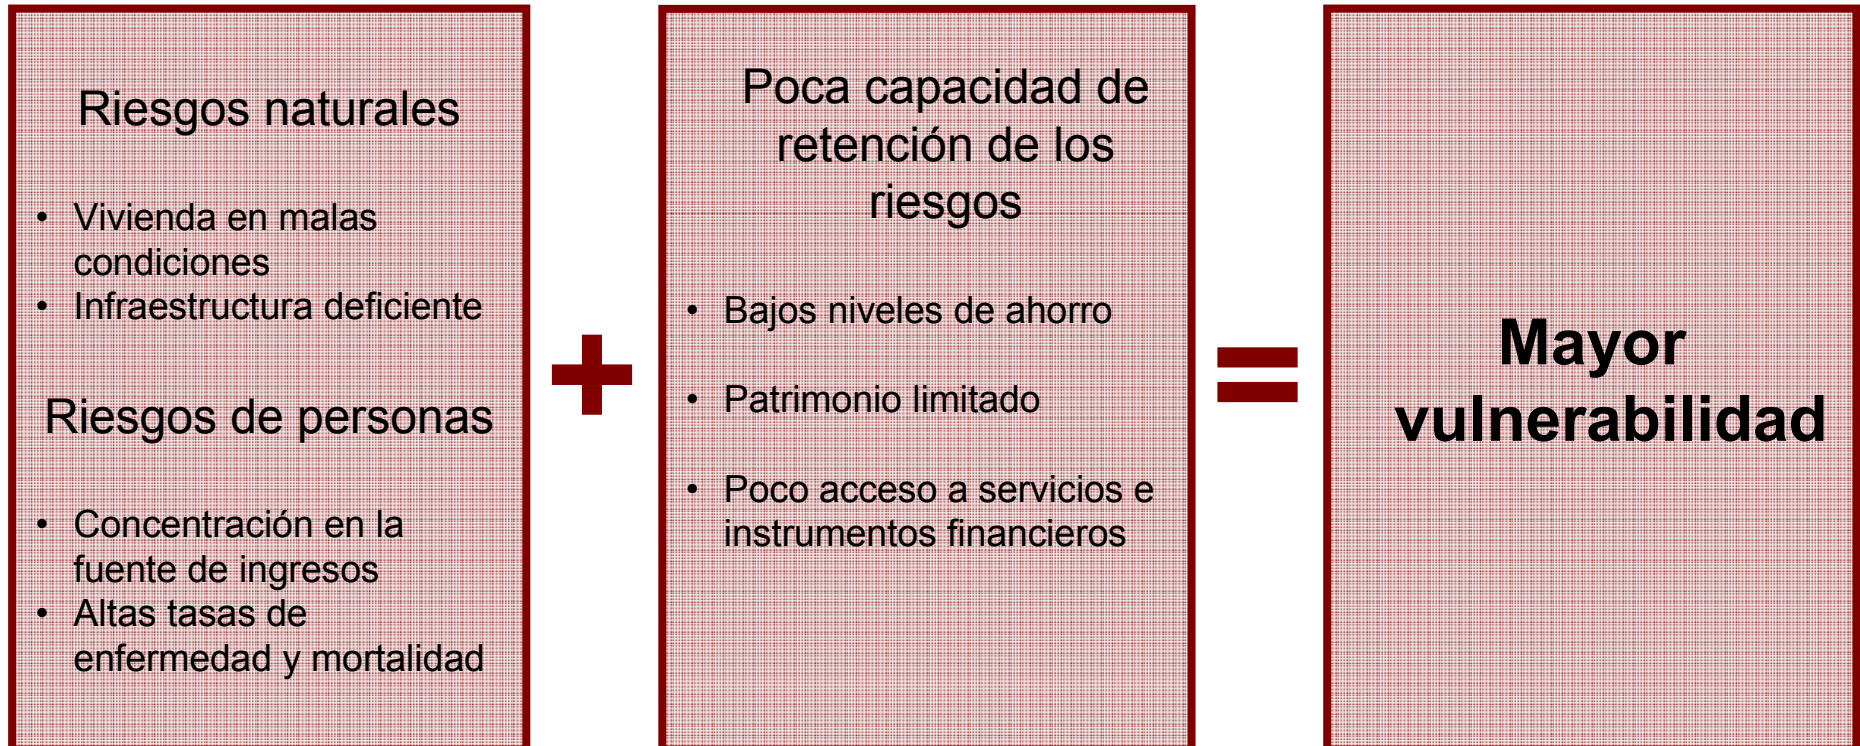 Riesgos naturales
• Vivienda en malas
condiciones
• Infraestructura deficiente
Riesgos de personas
• Concentración en la
fuente de ingresos
• Altas tasas de
enfermedad y mortalidad
+
Poca capacidad de
retención de los
riesgos
• Bajos niveles de ahorro
• Patrimonio limitado
• Poco acceso a servicios e
instrumentos financieros
=
Mayor
vulnerabilidad